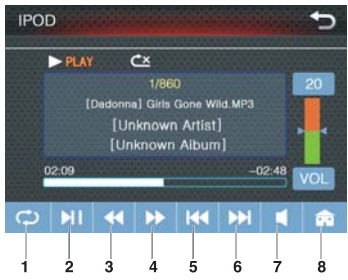 IPOD
PLAY
1/860
20
[Dadonna] Girls Gone Wild.MP3
[Unknown Artist]
[Unknown Album]
02:09
-02:48
VOL
1 2 3 4 5 6 7 8